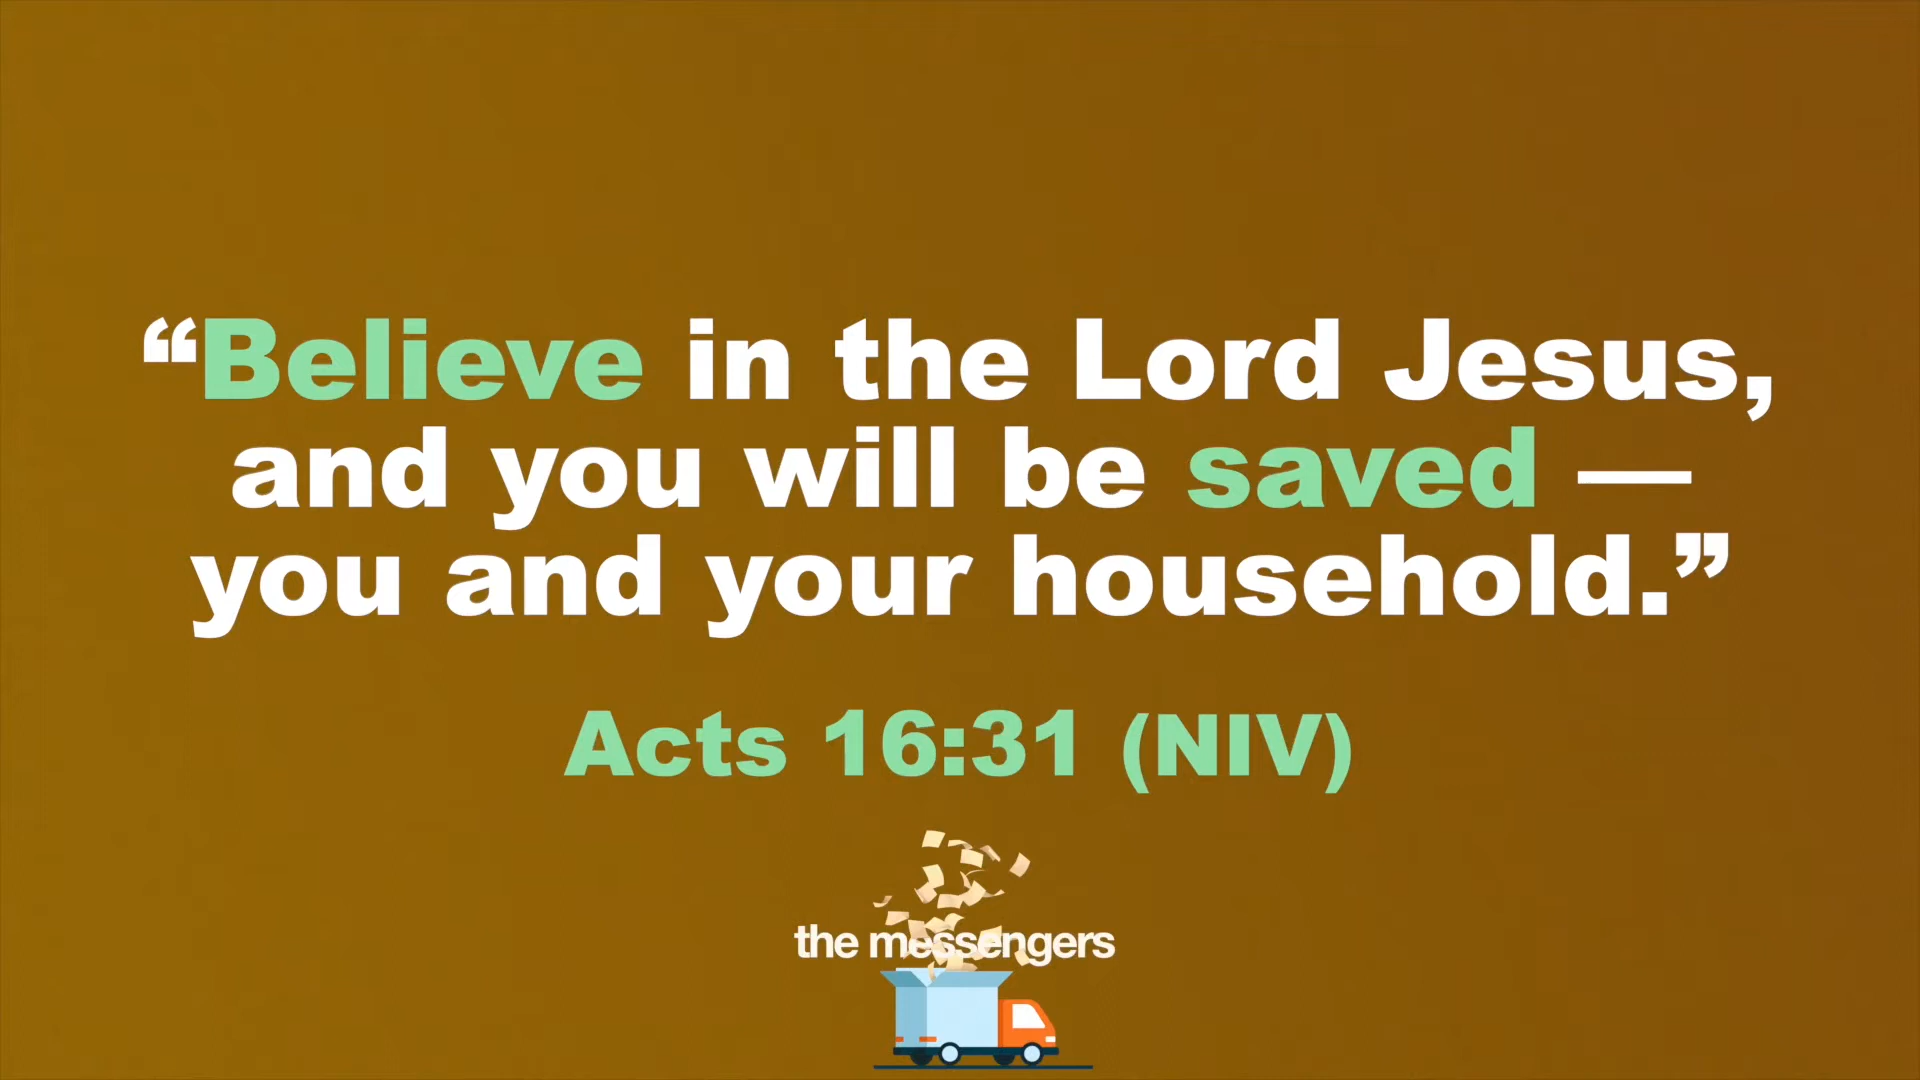 “Believe in the Lord Jesus,
and you will be saved —
you and your household.”
Acts 16:31 (NIV)
the messengers